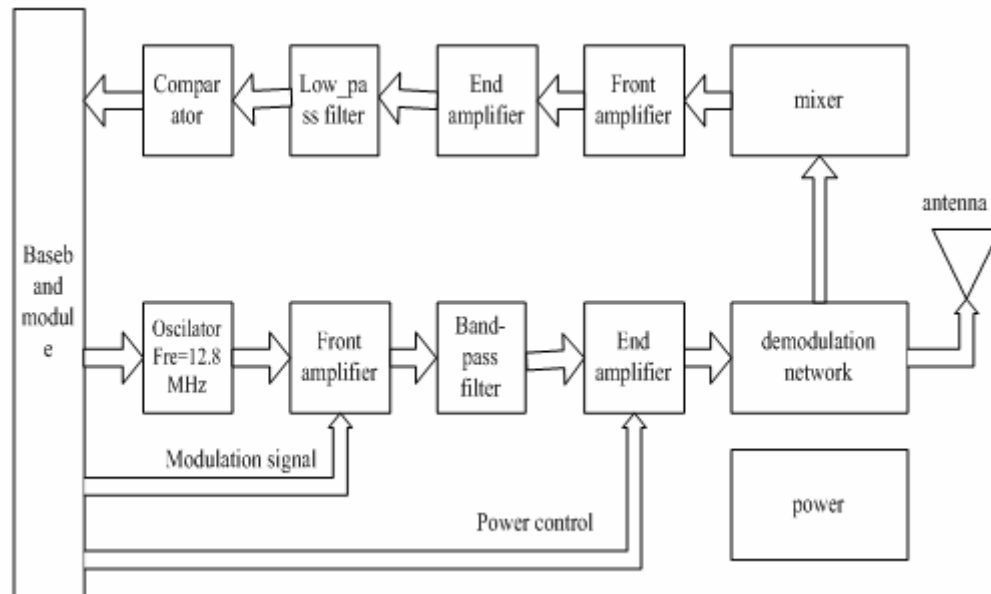 Compar
ator
Low_pa
ss filter
End
amplifier
Front
amplifier
mixer
antenna
Baseb
and
modul
e
Oscilator
Fre=12.8
MHz
Front
amplifier
Band-
pass
filter
End
amplifier
demodulation
network
Modulation signal
Power control
power